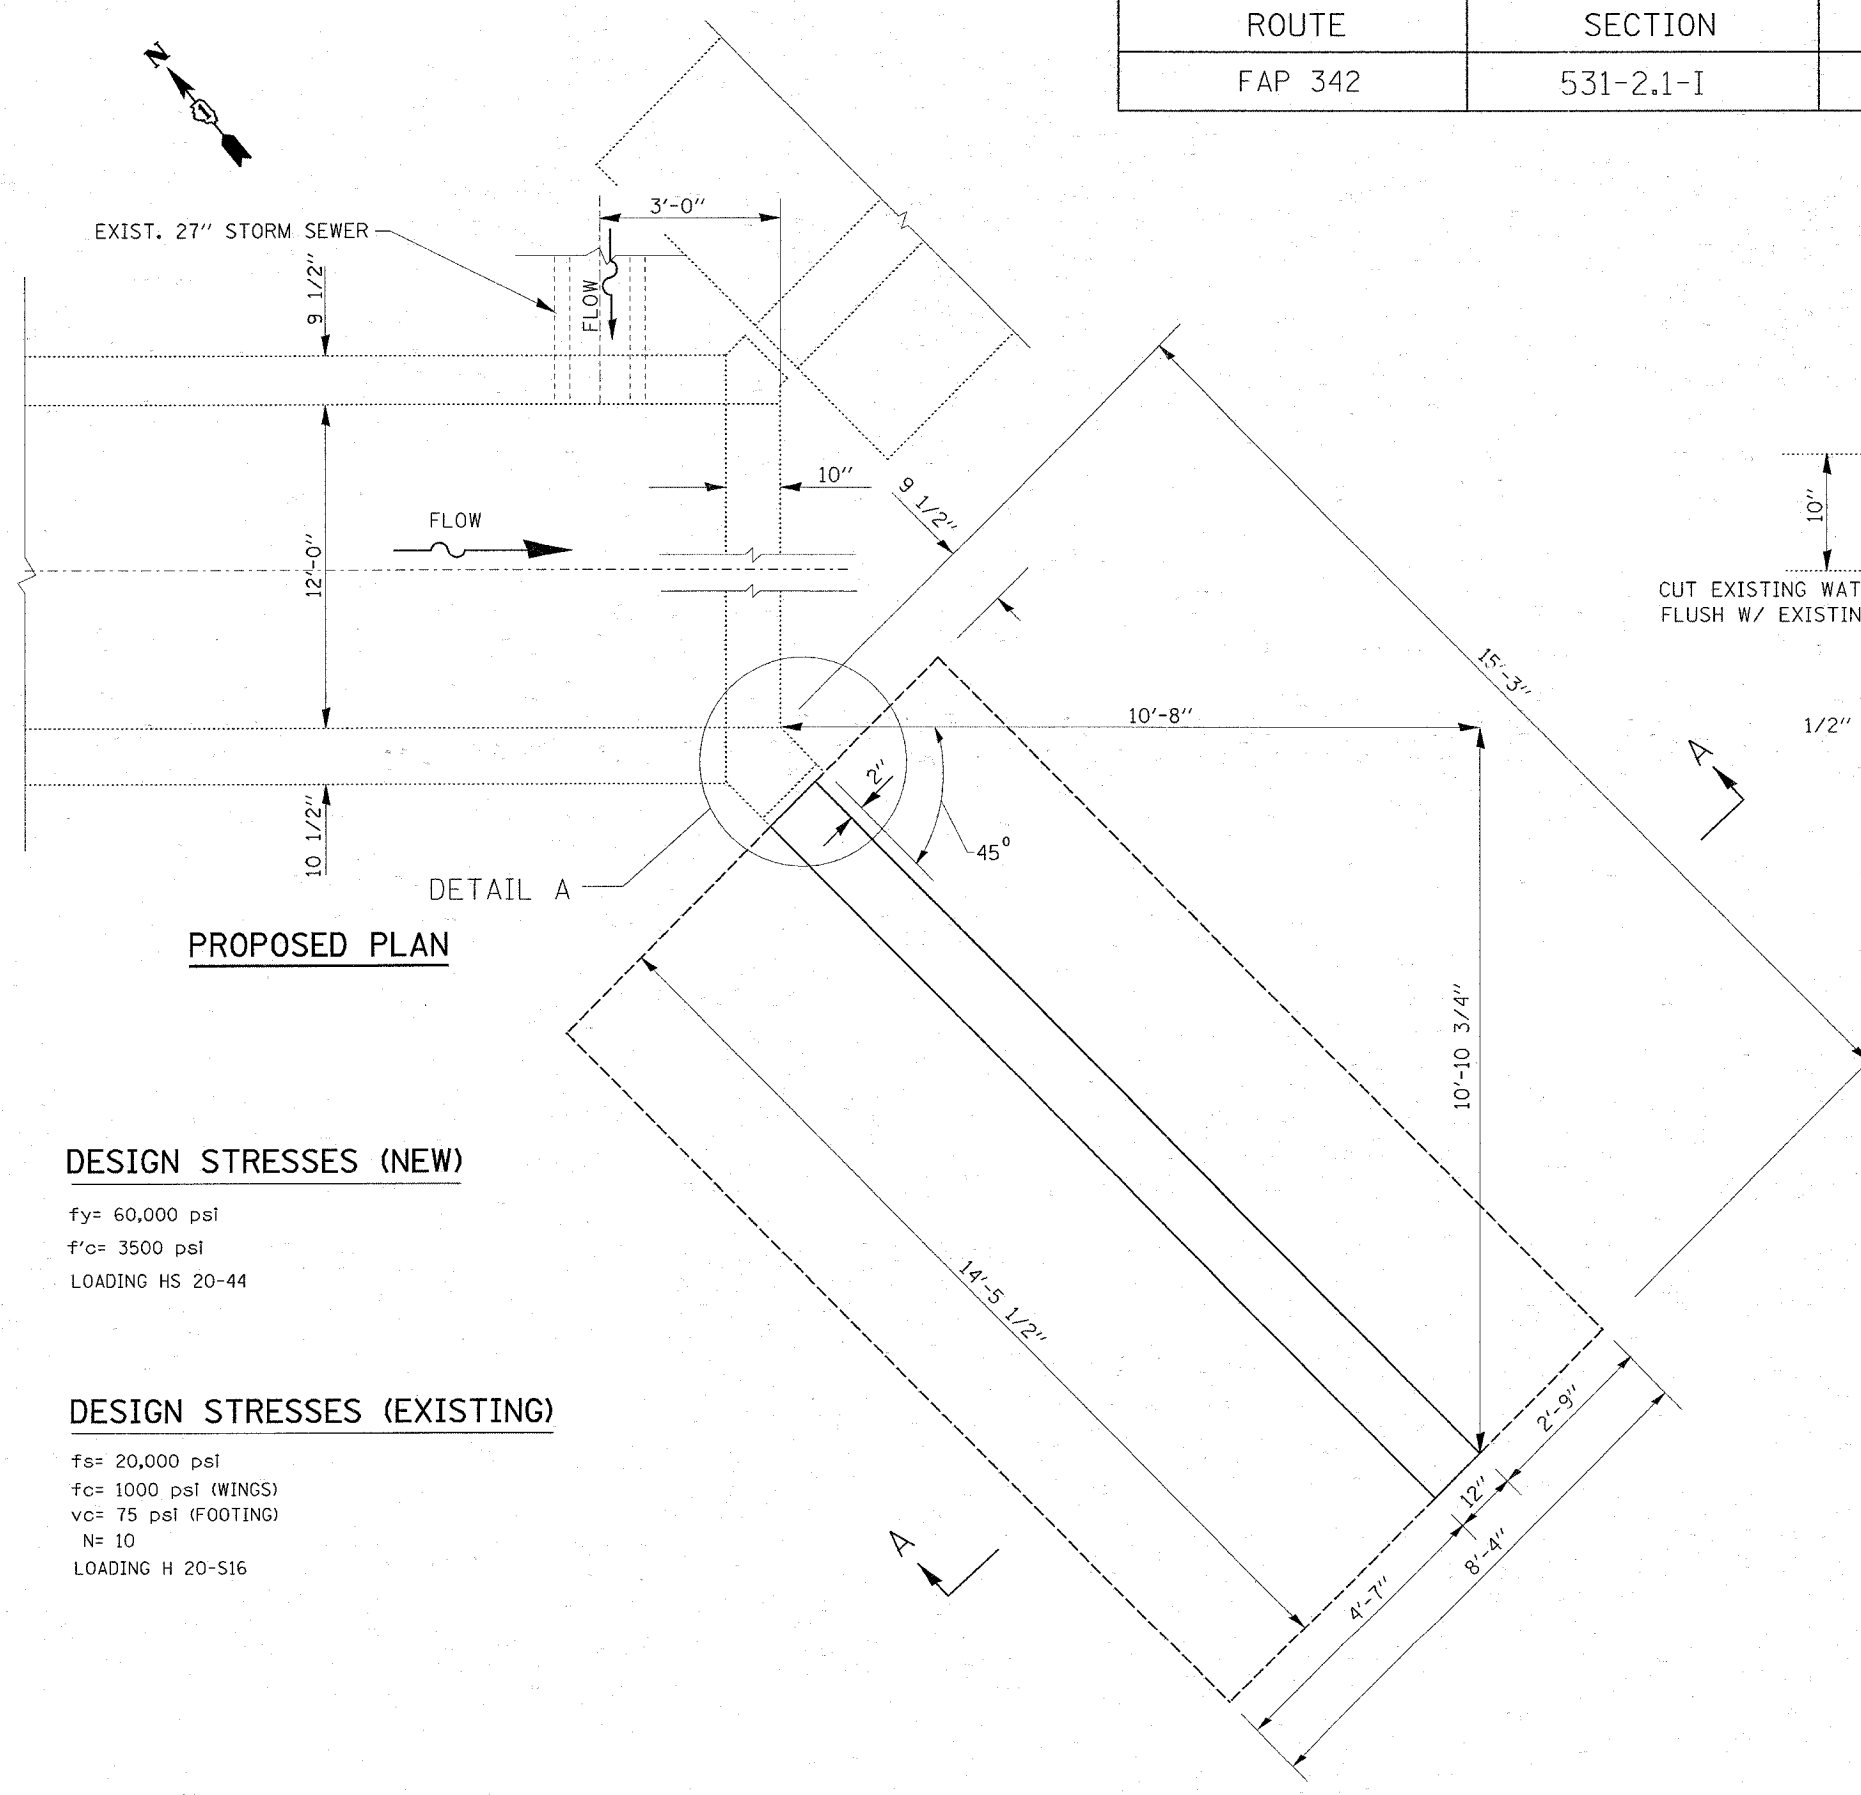 ROUTE SECTION
FAP 342 531-2.1-I
N
3'-0"
EXIST. 27" STORM SEWER
9 1/2"
FLOW
10"
9 1/2"
10"
FLOW
12'-0"
CUT EXISTING WAT
FLUSH W/ EXISTIN
15'-3"
10'-8"
1/2"
A
2"
45°
10 1/2"
DETAIL A
PROPOSED PLAN
10'-10 3/4"
DESIGN STRESSES (NEW)
fy= 60,000 psi
f'c= 3500 psi
LOADING HS 20-44
14'-5 1/2"
DESIGN STRESSES (EXISTING)
fs= 20,000 psi
fc= 1000 psi (WINGS)
vc= 75 psi (FOOTING)
N= 10
LOADING H 20-S16
2'-9"
12"
8'-4"
4'-7"
A